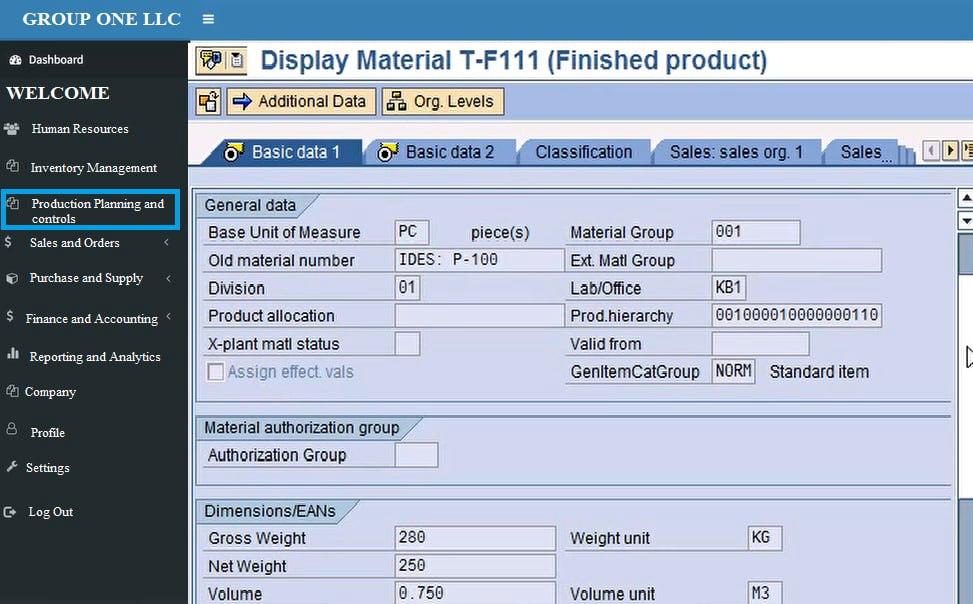 GROUP ONE LLC
Dashboard
WELCOME
Human Resources
Inventory Management
Production Planning and
controls
$ Sales and Orders <
Purchase and Supply <
$ Finance and Accounting <
Reporting and Analytics
Company
Profile
Settings
Log Out
Display Material T-F111 (Finished product)
Additional Data Org. Levels
Basic data 1 Basic data 2 Classification Sales: sales org. 1 Sales...
General data
Base Unit of Measure PC piece(s) Material Group 001
Old material number IDES: P-100 Ext. Matl Group
Division 01 Lab/Office KB1
Product allocation Prod.hierarchy 001000010000000110
X-plant matl status Valid from
Assign effect. vals GenItemCatGroup NORM Standard item
Material authorization group
Authorization Group
Dimensions/EANs
Gross Weight 280 Weight unit KG
Net Weight 250
Volume 0.750 Volume unit M3